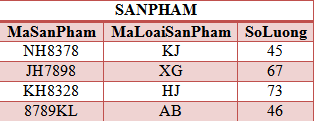 SANPHAM
MaSanPham MaLoaiSanPham SoLuong
NH8378 KJ 45
JH7898 XG 67
KH8328 HJ 73
8789KL AB 46